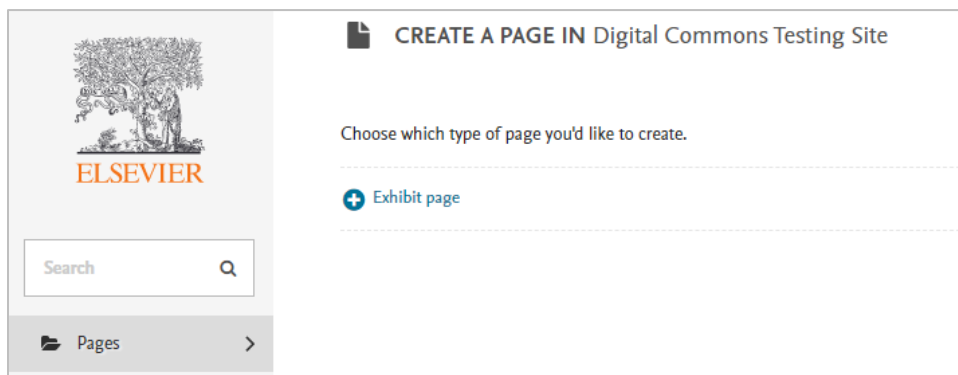 CREATE A PAGE IN Digital Commons Testing Site
Choose which type of page you'd like to create.
Exhibit page
ELSEVIER
Search
Pages